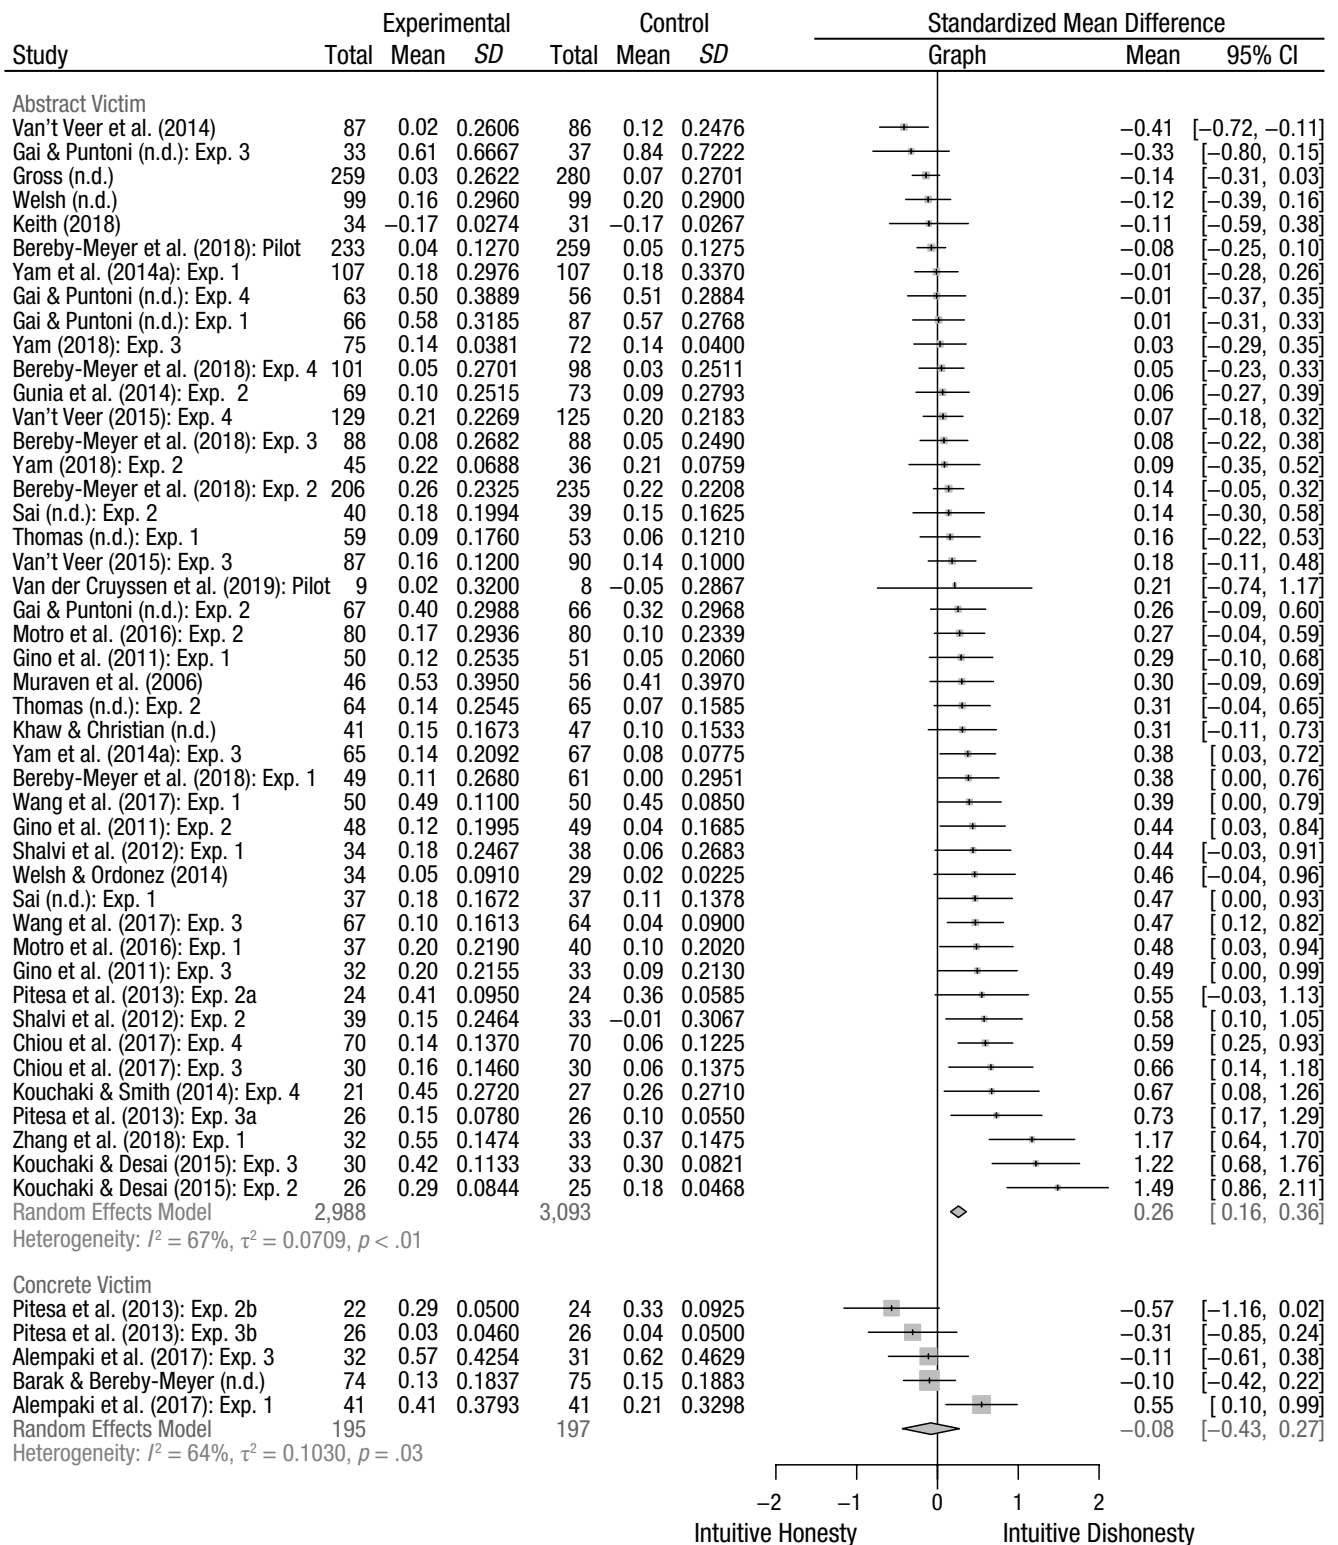 Experimental Control Standardized Mean Difference
Study Total Mean SD Total Mean SD Graph Mean 95% CI
Abstract Victim
Van't Veer et al. (2014) 87 0.02 0.2606 86 0.12 0.2476 −0.41 [−0.72, −0.11]
Gai & Puntoni (n.d.): Exp. 3 33 0.61 0.6667 37 0.84 0.7222 −0.33 [−0.80, 0.15]
Gross (n.d.) 259 0.03 0.2622 280 0.07 0.2701 −0.14 [−0.31, 0.03]
Welsh (n.d.) 99 0.16 0.2960 99 0.20 0.2900 −0.12 [−0.39, 0.16]
Keith (2018) 34 −0.17 0.0274 31 −0.17 0.0267 −0.11 [−0.59, 0.38]
Bereby-Meyer et al. (2018): Pilot 233 0.04 0.1270 259 0.05 0.1275 −0.08 [−0.25, 0.10]
Yam et al. (2014a): Exp. 1 107 0.18 0.2976 107 0.18 0.3370 −0.01 [−0.28, 0.26]
Gai & Puntoni (n.d.): Exp. 4 63 0.50 0.3889 56 0.51 0.2884 −0.01 [−0.37, 0.35]
Gai & Puntoni (n.d.): Exp. 1 66 0.58 0.3185 87 0.57 0.2768 0.01 [−0.31, 0.33]
Yam (2018): Exp. 3 75 0.14 0.0381 72 0.14 0.0400 0.03 [−0.29, 0.35]
Bereby-Meyer et al. (2018): Exp. 4 101 0.05 0.2701 98 0.03 0.2511 0.05 [−0.23, 0.33]
Gunia et al. (2014): Exp. 2 69 0.10 0.2515 73 0.09 0.2793 0.06 [−0.27, 0.39]
Van't Veer (2015): Exp. 4 129 0.21 0.2269 125 0.20 0.2183 0.07 [−0.18, 0.32]
Bereby-Meyer et al. (2018): Exp. 3 88 0.08 0.2682 88 0.05 0.2490 0.08 [−0.22, 0.38]
Yam (2018): Exp. 2 45 0.22 0.0688 36 0.21 0.0759 0.09 [−0.35, 0.52]
Bereby-Meyer et al. (2018): Exp. 2 206 0.26 0.2325 235 0.22 0.2208 0.14 [−0.05, 0.32]
Sai (n.d.): Exp. 2 40 0.18 0.1994 39 0.15 0.1625 0.14 [−0.30, 0.58]
Thomas (n.d.): Exp. 1 59 0.09 0.1760 53 0.06 0.1210 0.16 [−0.22, 0.53]
Van't Veer (2015): Exp. 3 87 0.16 0.1200 90 0.14 0.1000 0.18 [−0.11, 0.48]
Van der Cruyssen et al. (2019): Pilot 9 0.02 0.3200 8 −0.05 0.2867 0.21 [−0.74, 1.17]
Gai & Puntoni (n.d.): Exp. 2 67 0.40 0.2988 66 0.32 0.2968 0.26 [−0.09, 0.60]
Motro et al. (2016): Exp. 2 80 0.17 0.2936 80 0.10 0.2339 0.27 [−0.04, 0.59]
Gino et al. (2011): Exp. 1 50 0.12 0.2535 51 0.05 0.2060 0.29 [−0.10, 0.68]
Muraven et al. (2006) 46 0.53 0.3950 56 0.41 0.3970 0.30 [−0.09, 0.69]
Thomas (n.d.): Exp. 2 64 0.14 0.2545 65 0.07 0.1585 0.31 [−0.04, 0.65]
Khaw & Christian (n.d.) 41 0.15 0.1673 47 0.10 0.1533 0.31 [−0.11, 0.73]
Yam et al. (2014a): Exp. 3 65 0.14 0.2092 67 0.08 0.0775 0.38 [ 0.03, 0.72]
Bereby-Meyer et al. (2018): Exp. 1 49 0.11 0.2680 61 0.00 0.2951 0.38 [ 0.00, 0.76]
Wang et al. (2017): Exp. 1 50 0.49 0.1100 50 0.45 0.0850 0.39 [ 0.00, 0.79]
Gino et al. (2011): Exp. 2 48 0.12 0.1995 49 0.04 0.1685 0.44 [ 0.03, 0.84]
Shalvi et al. (2012): Exp. 1 34 0.18 0.2467 38 0.06 0.2683 0.44 [−0.03, 0.91]
Welsh & Ordonez (2014) 34 0.05 0.0910 29 0.02 0.0225 0.46 [−0.04, 0.96]
Sai (n.d.): Exp. 1 37 0.18 0.1672 37 0.11 0.1378 0.47 [ 0.00, 0.93]
Wang et al. (2017): Exp. 3 67 0.10 0.1613 64 0.04 0.0900 0.47 [ 0.12, 0.82]
Motro et al. (2016): Exp. 1 37 0.20 0.2190 40 0.10 0.2020 0.48 [ 0.03, 0.94]
Gino et al. (2011): Exp. 3 32 0.20 0.2155 33 0.09 0.2130 0.49 [ 0.00, 0.99]
Pitesa et al. (2013): Exp. 2a 24 0.41 0.0950 24 0.36 0.0585 0.55 [−0.03, 1.13]
Shalvi et al. (2012): Exp. 2 39 0.15 0.2464 33 −0.01 0.3067 0.58 [ 0.10, 1.05]
Chiou et al. (2017): Exp. 4 70 0.14 0.1370 70 0.06 0.1225 0.59 [ 0.25, 0.93]
Chiou et al. (2017): Exp. 3 30 0.16 0.1460 30 0.06 0.1375 0.66 [ 0.14, 1.18]
Kouchaki & Smith (2014): Exp. 4 21 0.45 0.2720 27 0.26 0.2710 0.67 [ 0.08, 1.26]
Pitesa et al. (2013): Exp. 3a 26 0.15 0.0780 26 0.10 0.0550 0.73 [ 0.17, 1.29]
Zhang et al. (2018): Exp. 1 32 0.55 0.1474 33 0.37 0.1475 1.17 [ 0.64, 1.70]
Kouchaki & Desai (2015): Exp. 3 30 0.42 0.1133 33 0.30 0.0821 1.22 [ 0.68, 1.76]
Kouchaki & Desai (2015): Exp. 2 26 0.29 0.0844 25 0.18 0.0468 1.49 [ 0.86, 2.11]
Random Effects Model 2,988 3,093 0.26 [ 0.16, 0.36]
Heterogeneity: I² = 67%, τ² = 0.0709, p < .01
Concrete Victim
Pitesa et al. (2013): Exp. 2b 22 0.29 0.0500 24 0.33 0.0925 −0.57 [−1.16, 0.02]
Pitesa et al. (2013): Exp. 3b 26 0.03 0.0460 26 0.04 0.0500 −0.31 [−0.85, 0.24]
Alempaki et al. (2017): Exp. 3 32 0.57 0.4254 31 0.62 0.4629 −0.11 [−0.61, 0.38]
Barak & Bereby-Meyer (n.d.) 74 0.13 0.1837 75 0.15 0.1883 −0.10 [−0.42, 0.22]
Alempaki et al. (2017): Exp. 1 41 0.41 0.3793 41 0.21 0.3298 0.55 [ 0.10, 0.99]
Random Effects Model 195 197 −0.08 [−0.43, 0.27]
Heterogeneity: I² = 64%, τ² = 0.1030, p = .03
−2 −1 0 1 2
Intuitive Honesty Intuitive Dishonesty